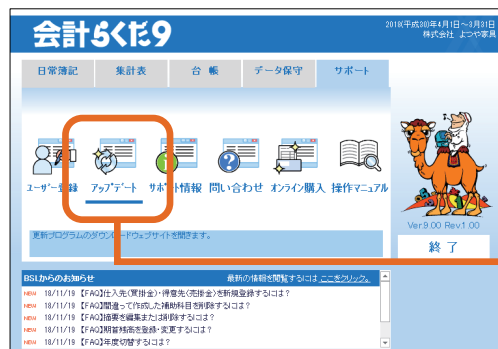 会計らくだ9
2018(平成30)年4月1日~3月31日
株式会社 よつや家具
日常簿記 集計表 台 帳 データ保守 サポート
ユーザー登録 アップデート サポート情報 問い合わせ オンライン購入 操作マニュアル
更新プログラムのダウンロードウェブサイトを開きます。
Ver.9.00 Rev.1.00
終 了
BSLからのお知らせ 最新の情報を閲覧するには ここをクリック。
NEW 18/11/19 【FAQ】仕入先(買掛金)・得意先(売掛金)を新規登録するには?
NEW 18/11/19 【FAQ】間違って作成した補助科目を削除するには?
NEW 18/11/19 【FAQ】摘要を編集または削除するには?
NEW 18/11/19 【FAQ】期首残高を登録・変更するには?
NEW 18/11/19 【FAQ】年度切替するには?